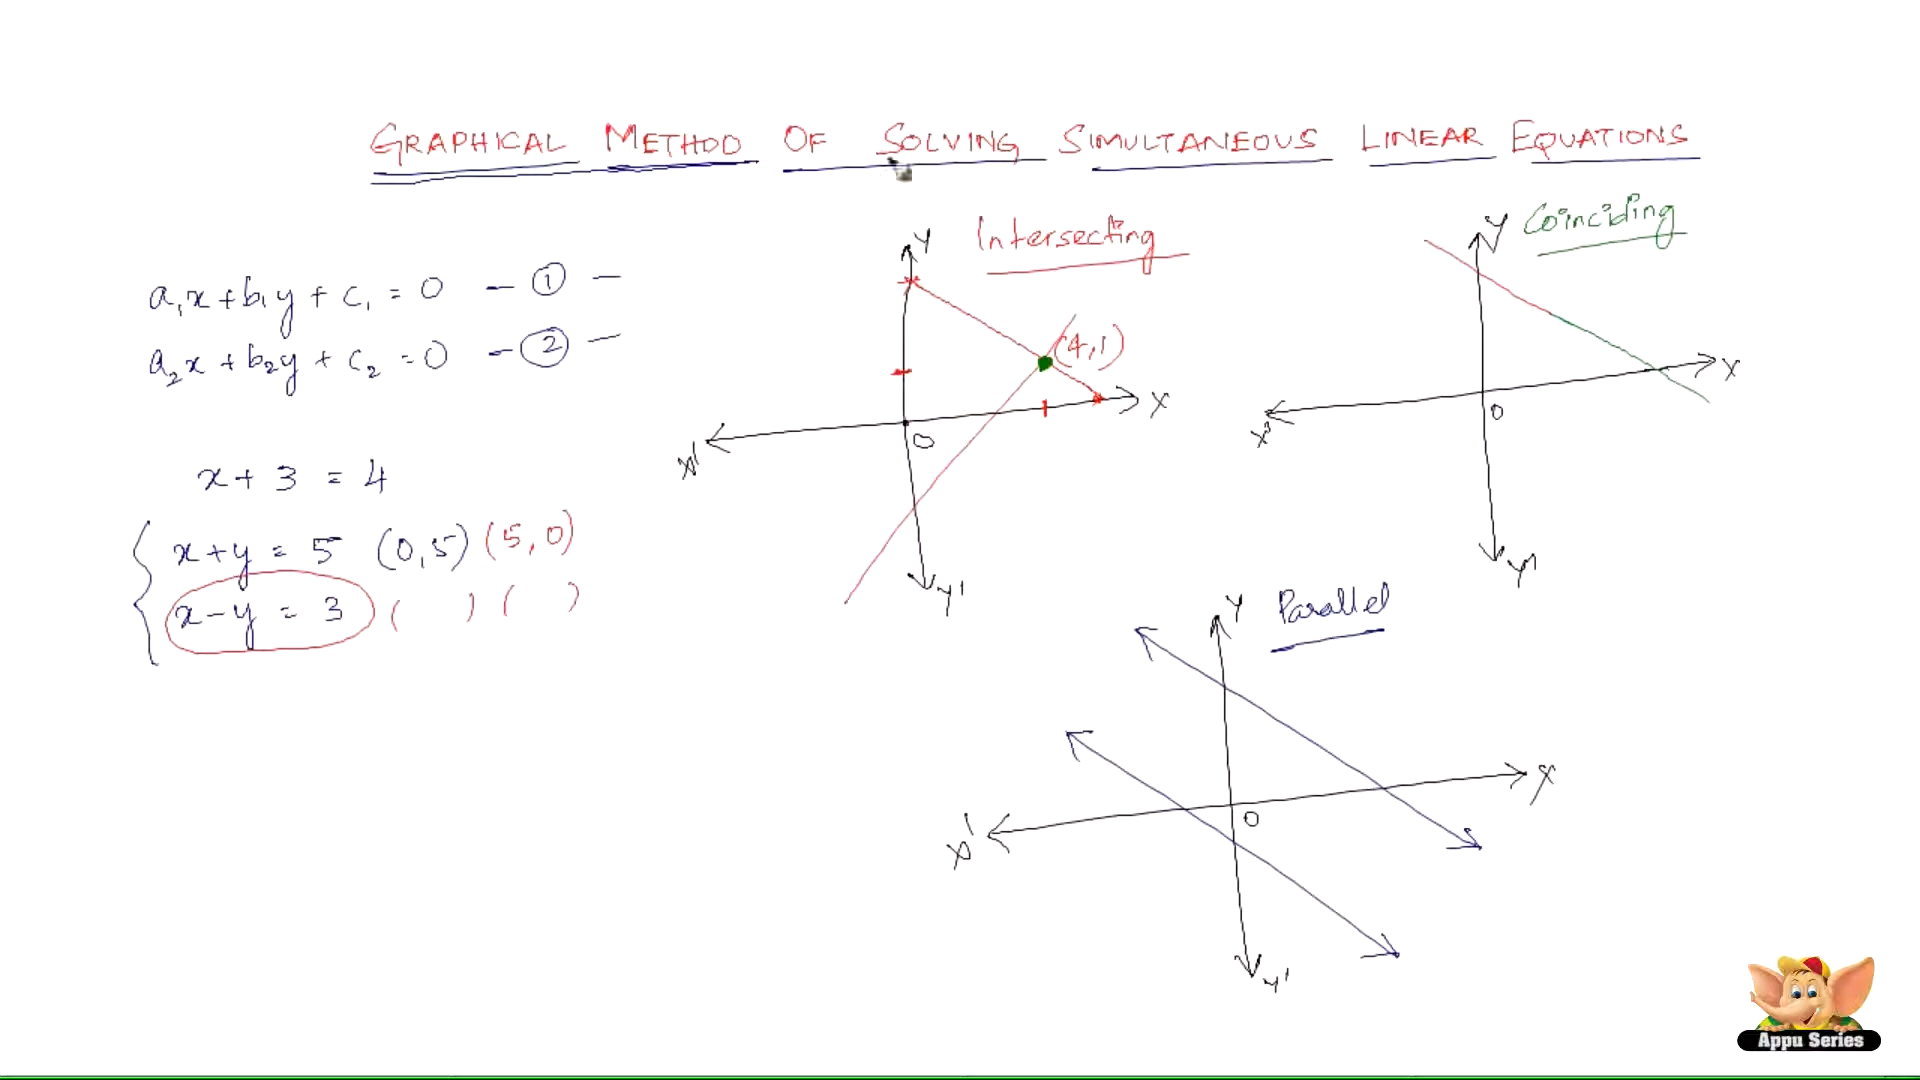 GRAPHICAL METHOD OF SOLVING SIMULTANEOUS LINEAR EQUATIONS
a₁x + b₁y + c₁ = 0 - ① -
a₂x + b₂y + c₂ = 0 - ② -
x + 3 = 4
x + y = 5 (0,5) (5,0)
x - y = 3 ( ) ( )
Intersecting
Y
(4,1)
X
O
X'
Y'
Coinciding
Y
X
O
X'
Y'
Parallel
Y
X
O
X'
Y'
Appu Series